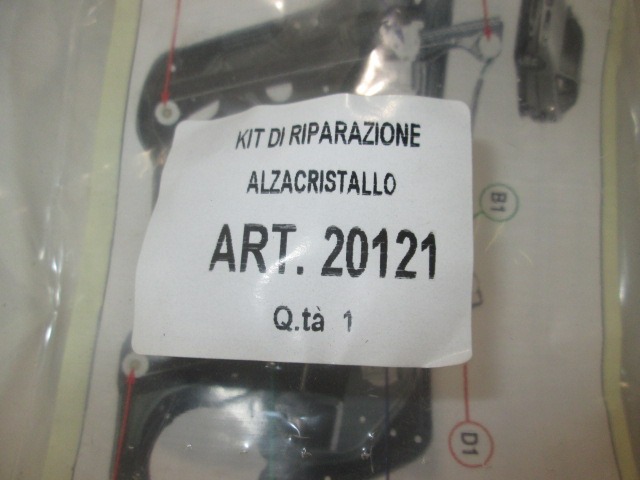 KIT DI RIPARAZIONE
ALZACRISTALLO
ART. 20121
Q.tà 1
B1
D1